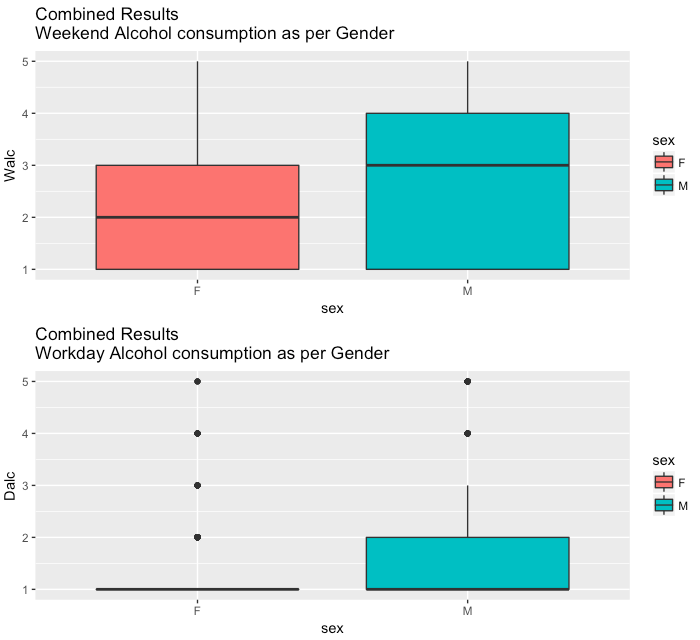 Combined Results
Weekend Alcohol consumption as per Gender
5
4
3
2
1
Walc
F
M
sex
sex
F
M
Combined Results
Workday Alcohol consumption as per Gender
5
4
3
2
1
Dalc
F
M
sex
sex
F
M